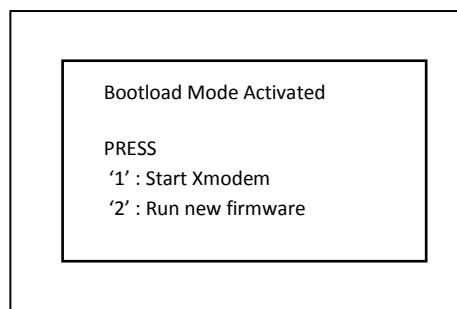 Bootload Mode Activated
PRESS
‘1’ : Start Xmodem
‘2’ : Run new firmware